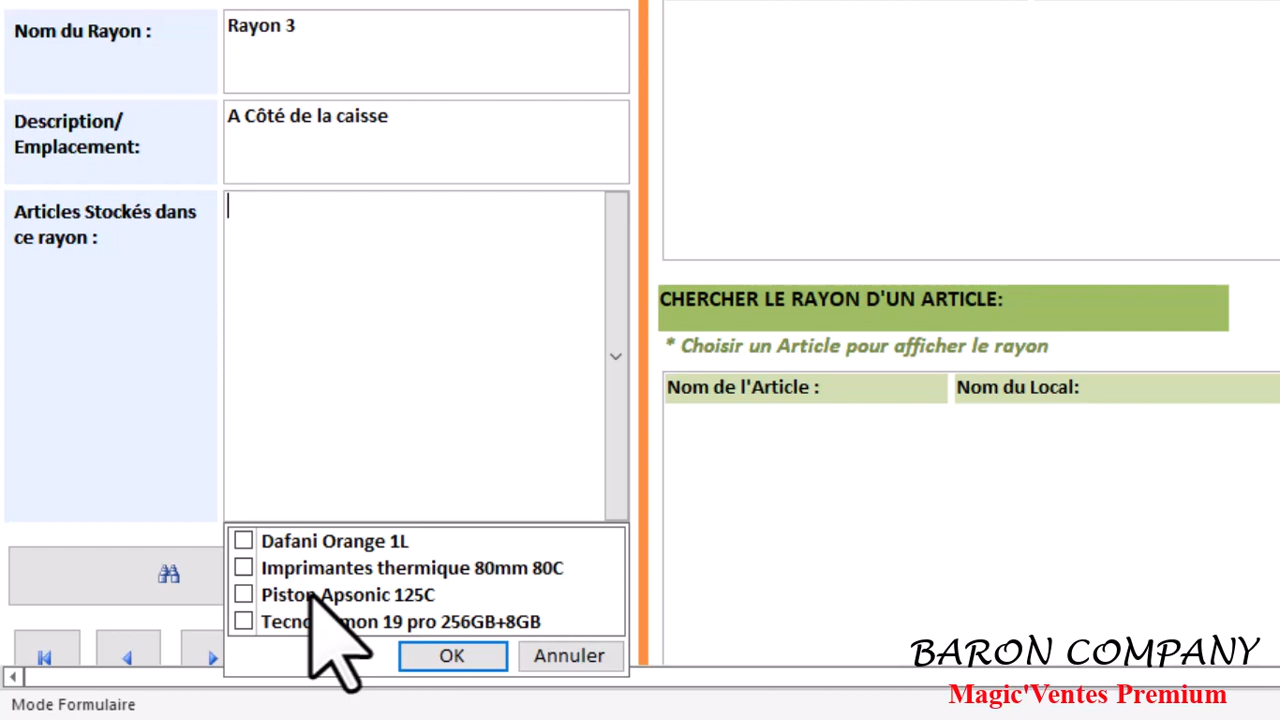 Nom du Rayon :
Rayon 3
Description/
Emplacement:
A Côté de la caisse
Articles Stockés dans
ce rayon :
Dafani Orange 1L
Imprimantes thermique 80mm 80C
Piston Apsonic 125C
256GB+8GB
19 pro
OK
Annuler
CHERCHER LE RAYON D'UN ARTICLE:
* Choisir un Article pour afficher le rayon
Nom de l'Article :
Nom du Local:
Mode Formulaire
BARON COMPANY
Magic'Ventes Premium